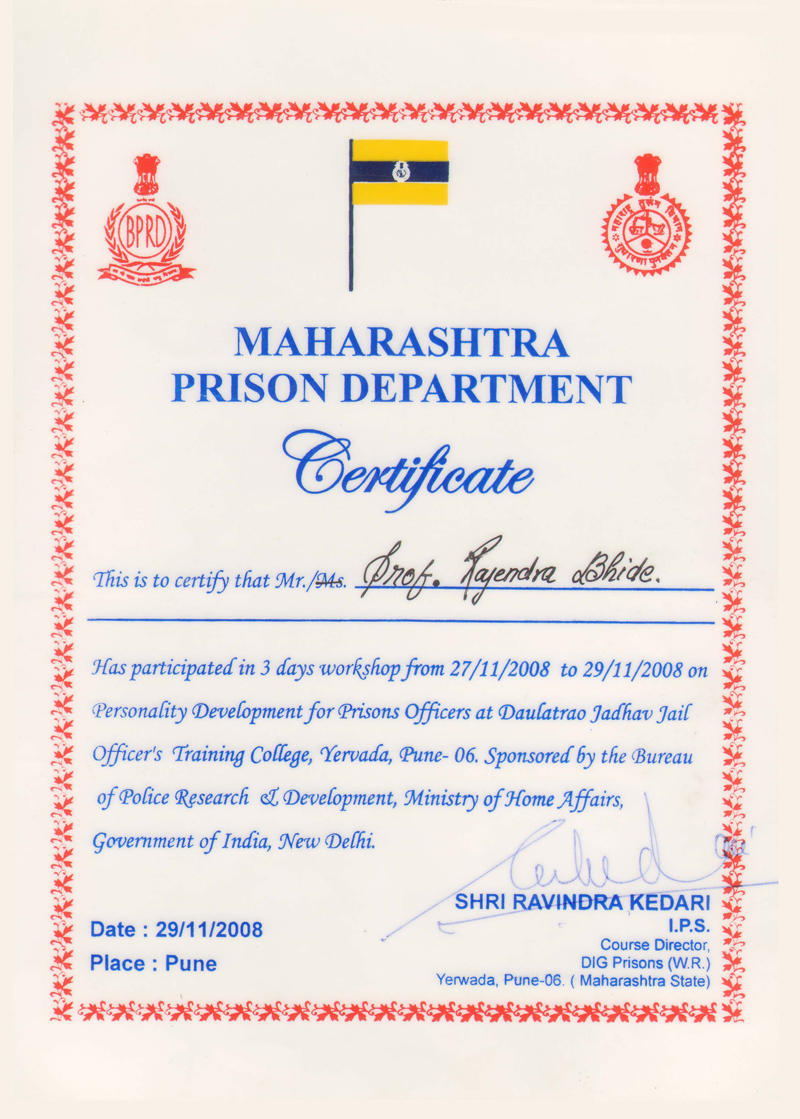 BPRD
MAHARASHTRA
PRISON DEPARTMENT
Certificate
This is to certify that Mr./Ms. Prof. Rajendra Bhide.
Has participated in 3 days workshop from 27/11/2008 to 29/11/2008 on
Personality Development for Prisons Officers at Daulatrao Jadhav Jail
Officer's Training College, Yervada, Pune- 06. Sponsored by the Bureau
of Police Research & Development, Ministry of Home Affairs,
Government of India, New Delhi.
SHRI RAVINDRA KEDARI
I.P.S.
Course Director,
DIG Prisons (W.R.)
Yerwada, Pune-06. ( Maharashtra State)
Date : 29/11/2008
Place : Pune